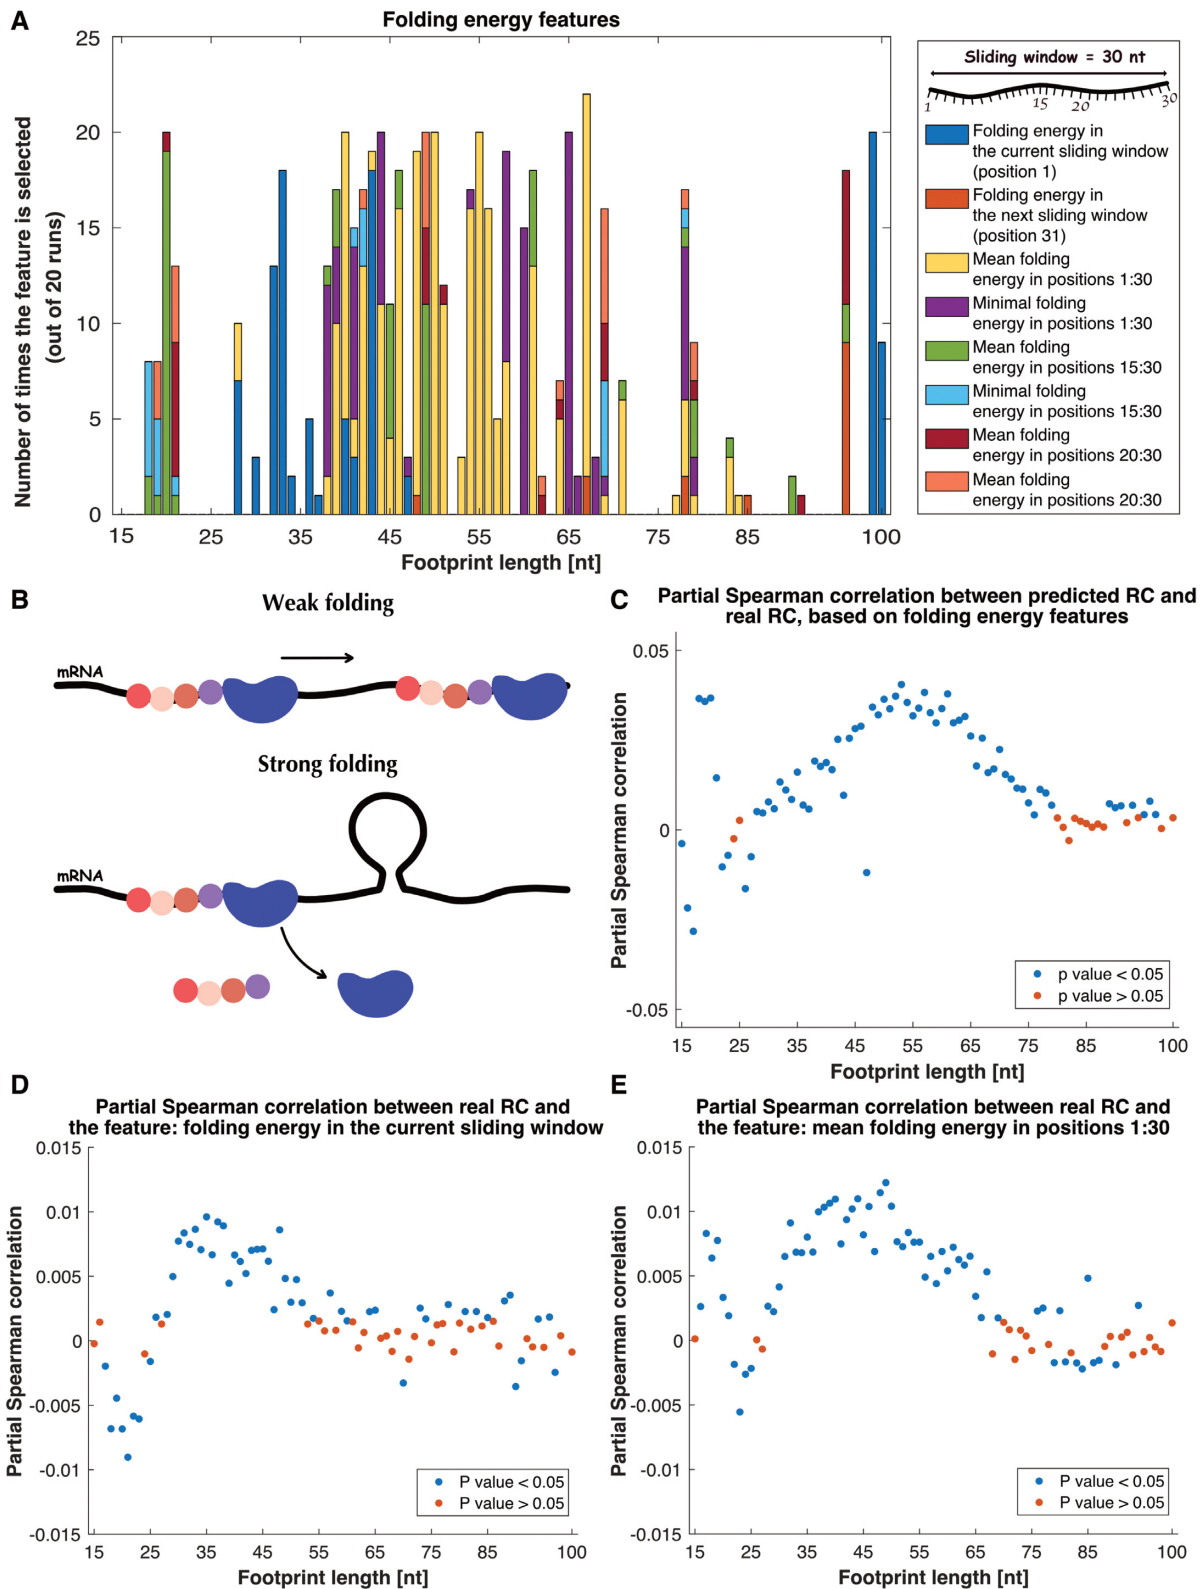 A
Folding energy features
25
20
15
10
5
0
Number of times the feature is selected
(out of 20 runs)
15
25
35
45
55
65
75
85
100
Footprint length [nt]
Sliding window = 30 nt
1
15
20
30
Folding energy in
the current sliding window
(position 1)
Folding energy in
the next sliding window
(position 31)
Mean folding
energy in positions 1:30
Minimal folding
energy in positions 1:30
Mean folding
energy in positions 15:30
Minimal folding
energy in positions 15:30
Mean folding
energy in positions 20:30
Mean folding
energy in positions 20:30
B
Weak folding
mRNA
Strong folding
mRNA
C
Partial Spearman correlation between predicted RC and
real RC, based on folding energy features
0.05
0
-0.05
Partial Spearman correlation
p value < 0.05
p value > 0.05
15
25
35
45
55
65
75
85
100
Footprint length [nt]
D
Partial Spearman correlation between real RC and
the feature: folding energy in the current sliding window
0.015
0.01
0.005
0
-0.005
-0.01
-0.015
Partial Spearman correlation
P value < 0.05
P value > 0.05
15
25
35
45
55
65
75
85
100
Footprint length [nt]
E
Partial Spearman correlation between real RC and
the feature: mean folding energy in positions 1:30
0.015
0.01
0.005
0
-0.005
-0.01
-0.015
Partial Spearman correlation
P value < 0.05
P value > 0.05
15
25
35
45
55
65
75
85
100
Footprint length [nt]